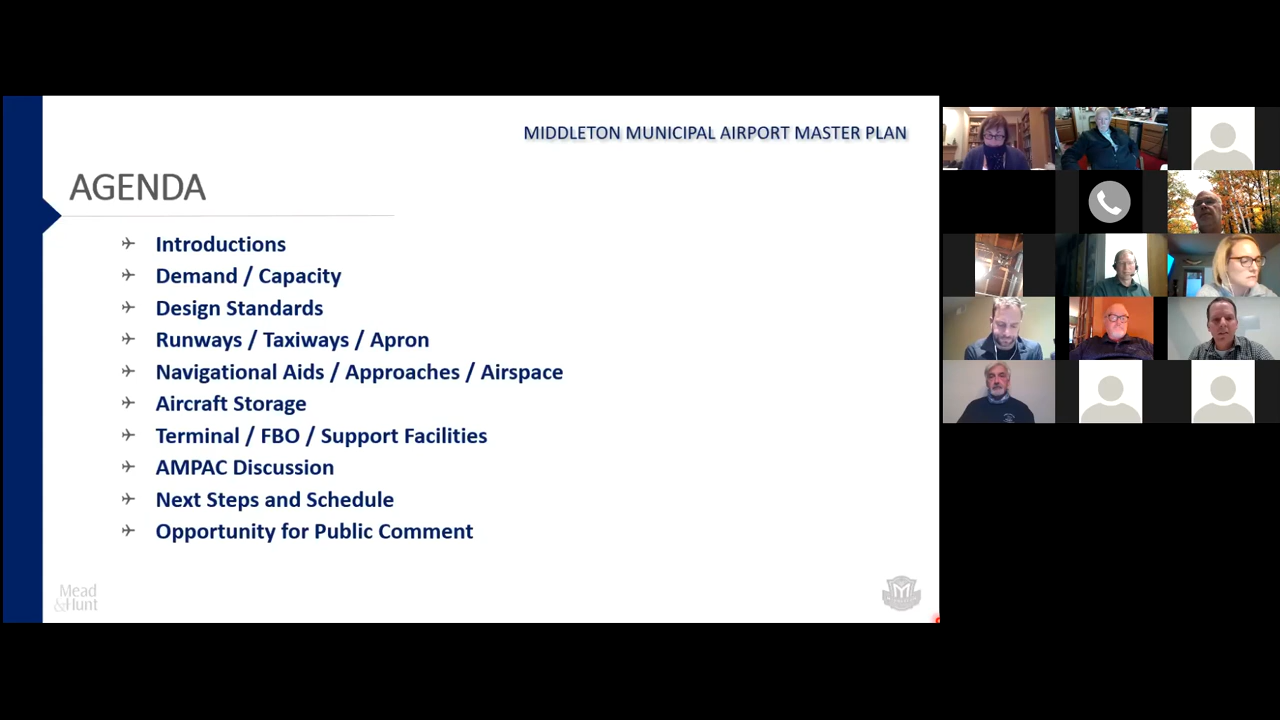 MIDDLETON MUNICIPAL AIRPORT MASTER PLAN
AGENDA
Introductions
Demand / Capacity
Design Standards
Runways / Taxiways / Apron
Navigational Aids / Approaches / Airspace
Aircraft Storage
Terminal / FBO / Support Facilities
AMPAC Discussion
Next Steps and Schedule
Opportunity for Public Comment
Mead
&Hunt
M